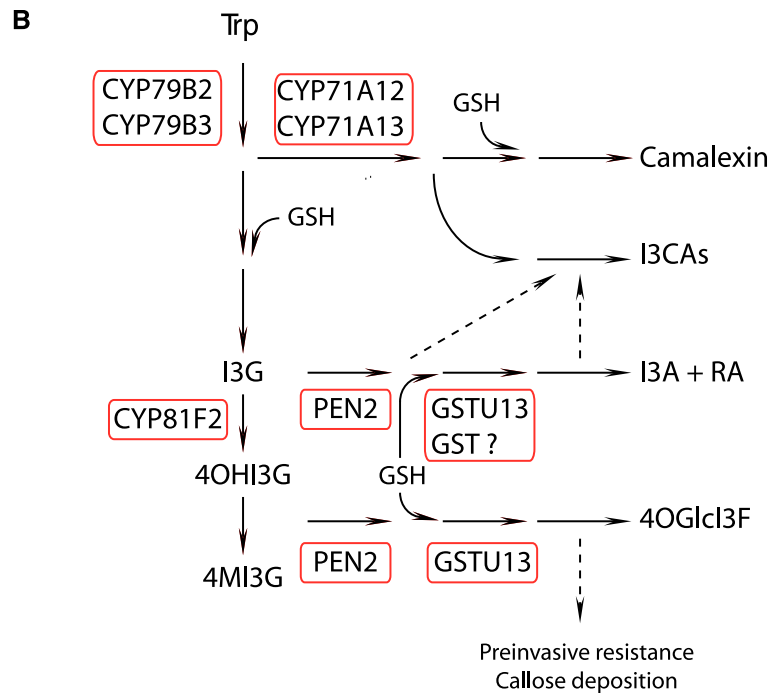 B
Trp
CYP79B2
CYP79B3
CYP71A12
CYP71A13
GSH
Camalexin
GSH
I3CAs
I3G
PEN2
GSTU13
GST ?
I3A + RA
CYP81F2
4OHI3G
GSH
4OGlcI3F
PEN2
GSTU13
4MI3G
Preinvasive resistance
Callose deposition